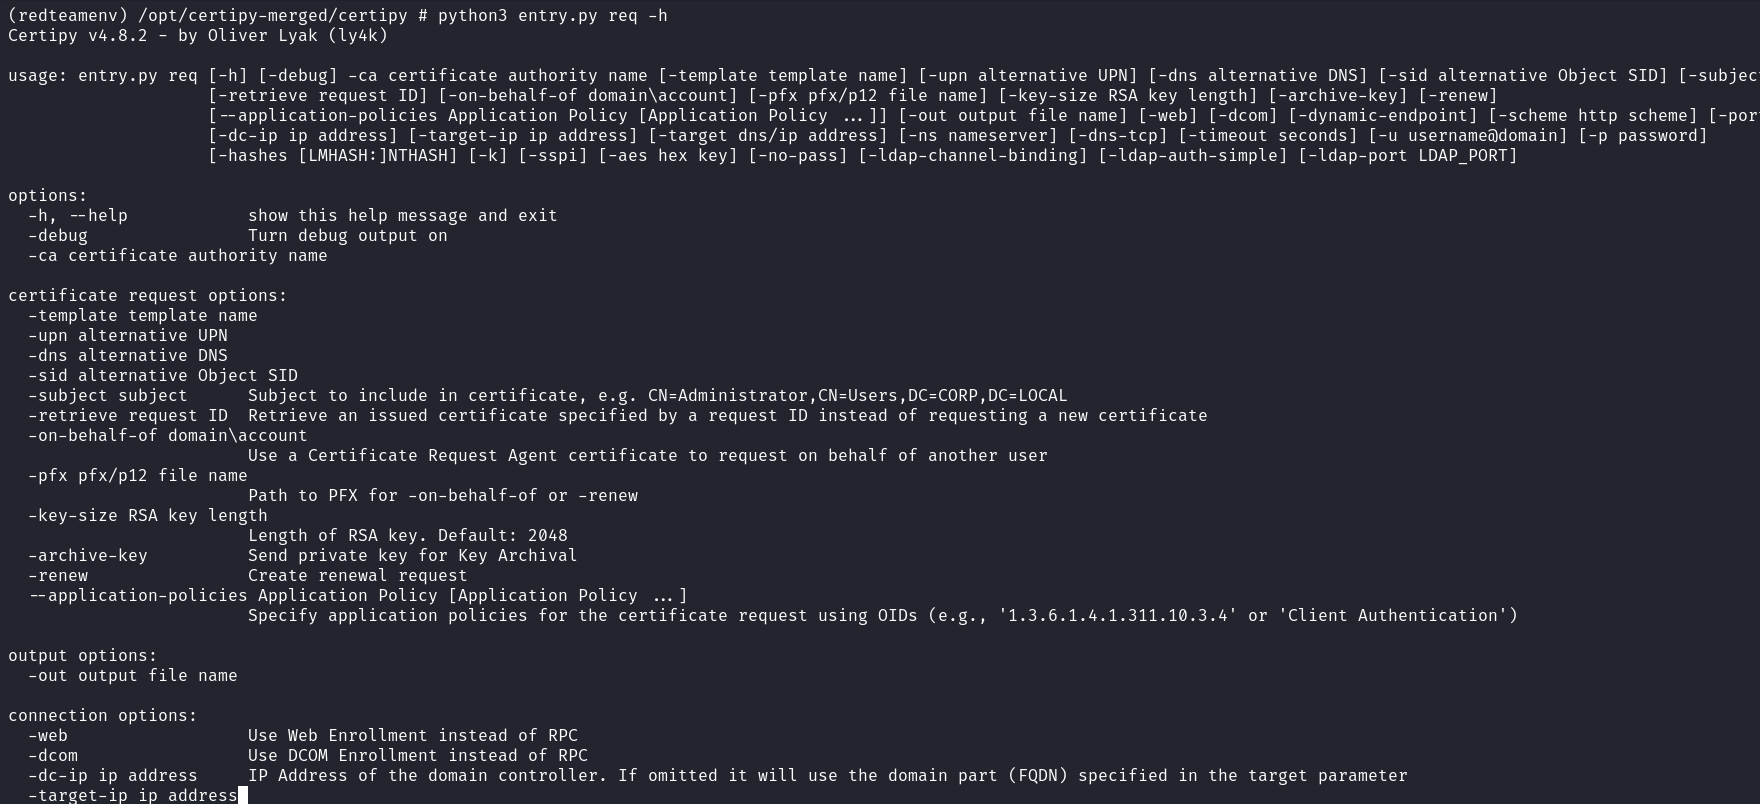 (redteamenv) /opt/certipy-merged/certipy # python3 entry.py req -h
Certipy v4.8.2 - by Oliver Lyak (ly4k)

usage: entry.py req [-h] [-debug] -ca certificate authority name [-template template name] [-upn alternative UPN] [-dns alternative DNS] [-sid alternative Object SID] [-subjec
                    [-retrieve request ID] [-on-behalf-of domain\account] [-pfx pfx/p12 file name] [-key-size RSA key length] [-archive-key] [-renew]
                    [--application-policies Application Policy [Application Policy ...]] [-out output file name] [-web] [-dcom] [-dynamic-endpoint] [-scheme http scheme] [-por
                    [-dc-ip ip address] [-target-ip ip address] [-target dns/ip address] [-ns nameserver] [-dns-tcp] [-timeout seconds] [-u username@domain] [-p password]
                    [-hashes [LMHASH:]NTHASH] [-k] [-sspi] [-aes hex key] [-no-pass] [-ldap-channel-binding] [-ldap-auth-simple] [-ldap-port LDAP_PORT]

options:
  -h, --help            show this help message and exit
  -debug                Turn debug output on
  -ca certificate authority name

certificate request options:
  -template template name
  -upn alternative UPN
  -dns alternative DNS
  -sid alternative Object SID
  -subject subject      Subject to include in certificate, e.g. CN=Administrator,CN=Users,DC=CORP,DC=LOCAL
  -retrieve request ID  Retrieve an issued certificate specified by a request ID instead of requesting a new certificate
  -on-behalf-of domain\account
                        Use a Certificate Request Agent certificate to request on behalf of another user
  -pfx pfx/p12 file name
                        Path to PFX for -on-behalf-of or -renew
  -key-size RSA key length
                        Length of RSA key. Default: 2048
  -archive-key          Send private key for Key Archival
  -renew                Create renewal request
  --application-policies Application Policy [Application Policy ...]
                        Specify application policies for the certificate request using OIDs (e.g., '1.3.6.1.4.1.311.10.3.4' or 'Client Authentication')

output options:
  -out output file name

connection options:
  -web                  Use Web Enrollment instead of RPC
  -dcom                 Use DCOM Enrollment instead of RPC
  -dc-ip ip address     IP Address of the domain controller. If omitted it will use the domain part (FQDN) specified in the target parameter
  -target-ip ip address